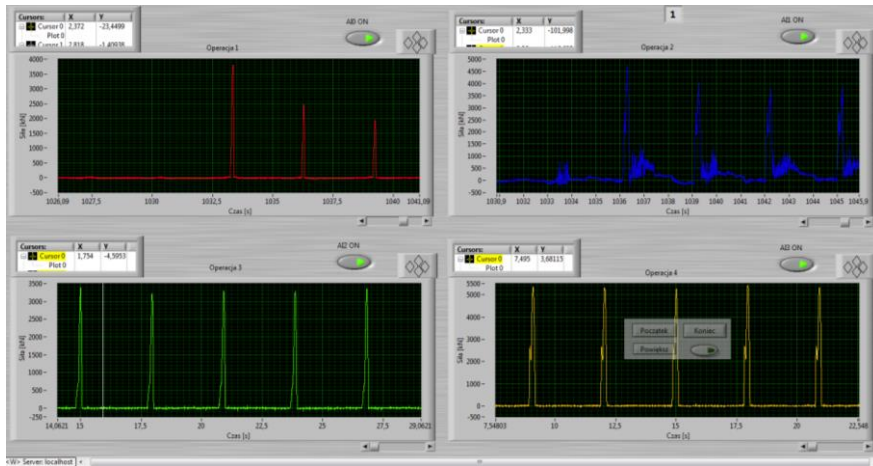 Cursors: X Y
Cursor 0 2,372 -23,4499
Plot 0
Cursor 1 2,818 -1,40938
AI0 ON
Operacja 1
4000
3500
3000
2500
2000
1500
1000
500
0
-500
Siła [kN]
1026,09 1027,5 1030 1032,5 1035 1037,5 1040 1041,09
Czas [s]
Cursors: X Y
Cursor 0 2,333 -101,998
Plot 0
1
AI1 ON
Operacja 2
5000
4500
4000
3500
3000
2500
2000
1500
1000
500
0
-500
Siła [kN]
1030,9 1032 1033 1034 1035 1036 1037 1038 1039 1040 1041 1042 1043 1044 1045 1045,9
Czas [s]
Cursors: X Y
Cursor 0 1,754 -4,5953
Plot 0
AI2 ON
Operacja 3
3500
3000
2500
2000
1500
1000
500
0
-250
Siła [kN]
14,0621 15 17,5 20 22,5 25 27,5 29,0621
Czas [s]
Cursors: X Y
Cursor 0 7,495 3,68115
Plot 0
AI3 ON
Operacja 4
5500
5000
4000
3000
2000
1000
0
-500
Siła [kN]
Początek Koniec
Powiększ
7,54803 10 12,5 15 17,5 20 22,548
Czas [s]
<W> Server: localhost